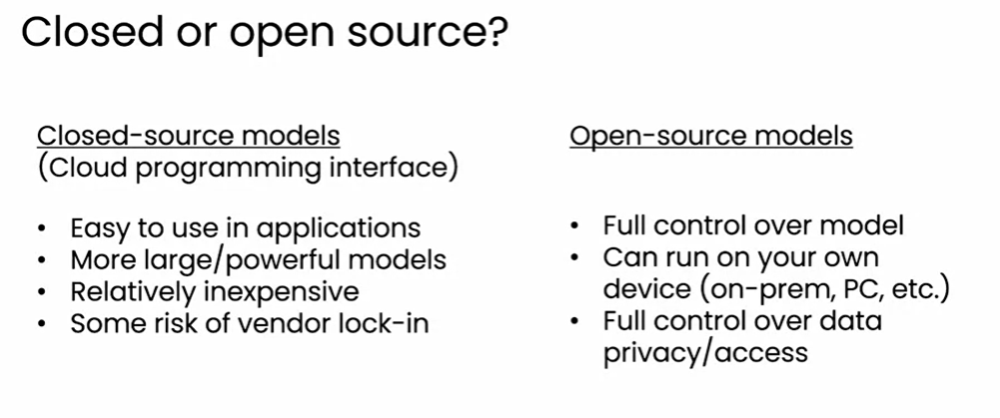 Closed or open source?
Closed-source models
(Cloud programming interface)
• Easy to use in applications
• More large/powerful models
• Relatively inexpensive
• Some risk of vendor lock-in
Open-source models
• Full control over model
• Can run on your own
device (on-prem, PC, etc.)
• Full control over data
privacy/access